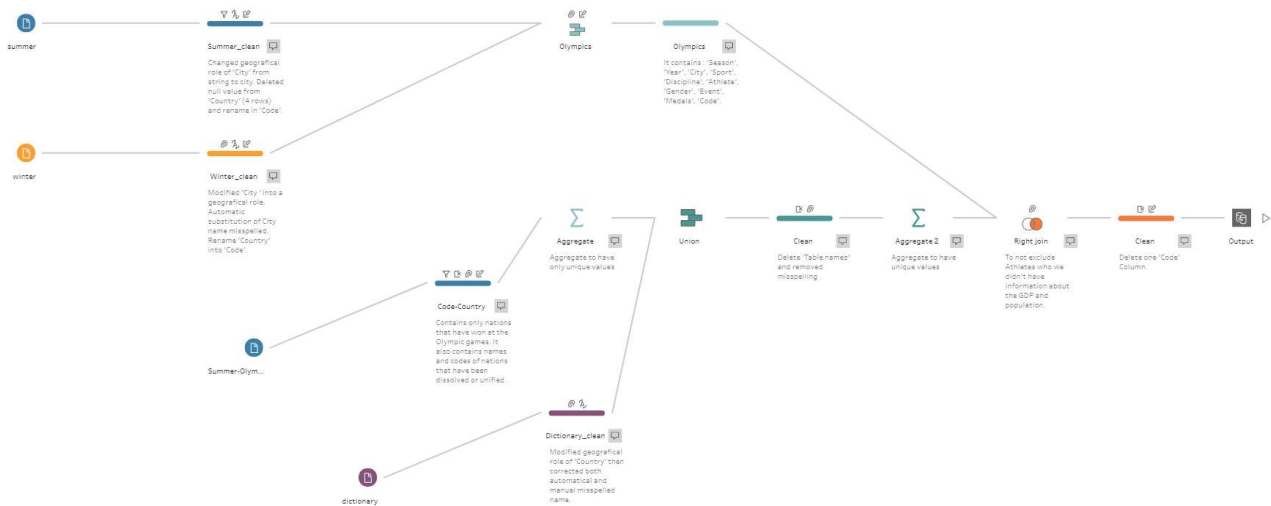 summer
Summer_clean
Changed geografical
role of 'City' from
string to city. Deleted
null value from
'Country' (4 rows)
and rename in 'Code'.
Olympics
Olympics
It contains : 'Season',
'Year', 'City', 'Sport',
'Discipline', 'Athlete',
'Gender', 'Event',
'Medals', 'Code'.
winter
Winter_clean
Modified 'City ' into a
geografical role.
Automatic
substitution of City
name misspelled.
Rename 'Country'
into 'Code'.
Aggregate
Aggregate to have
only unique values
Union
Clean
Delete 'Table names'
and removed
misspelling
Aggregate 2
Aggregate to have
unique values
Right join
To not exclude
Athletes who we
didn't have
information about
the GDP and
population.
Clean
Delete one 'Code'
Column.
Output
Summer-Olym...
Code-Country
Contains only nations
that have won at the
Olympic games. It
also contains names
and codes of nations
that have been
dissolved or unified.
dictionary
Dictionary_clean
Modified geografical
role of 'Country' then
corrected both
automatical and
manual misspelled
name.